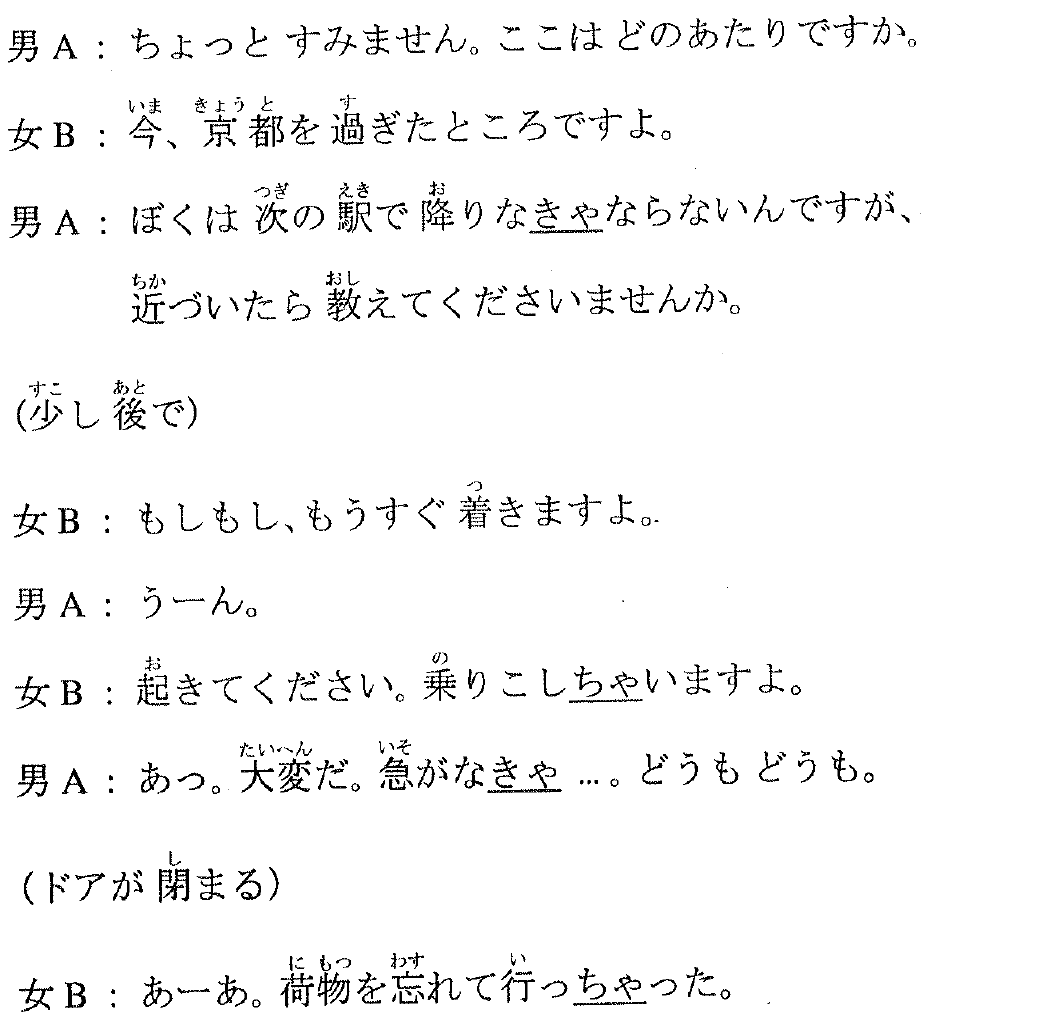 男A：ちょっと すみません。ここは どのあたりですか。
女B：今、京都を 過ぎたところですよ。
男A：ぼくは 次の 駅で 降りなきゃならないんですが、
近づいたら 教えてくださいませんか。
(少し 後で)
女B：もしもし、もうすぐ 着きますよ。
男A：うーん。
女B：起きてください。乗りこしちゃいますよ。
男A：あっ。大変だ。急がなきゃ …。どうも どうも。
(ドアが 閉まる)
女B：あーあ。荷物を忘れて行っちゃった。